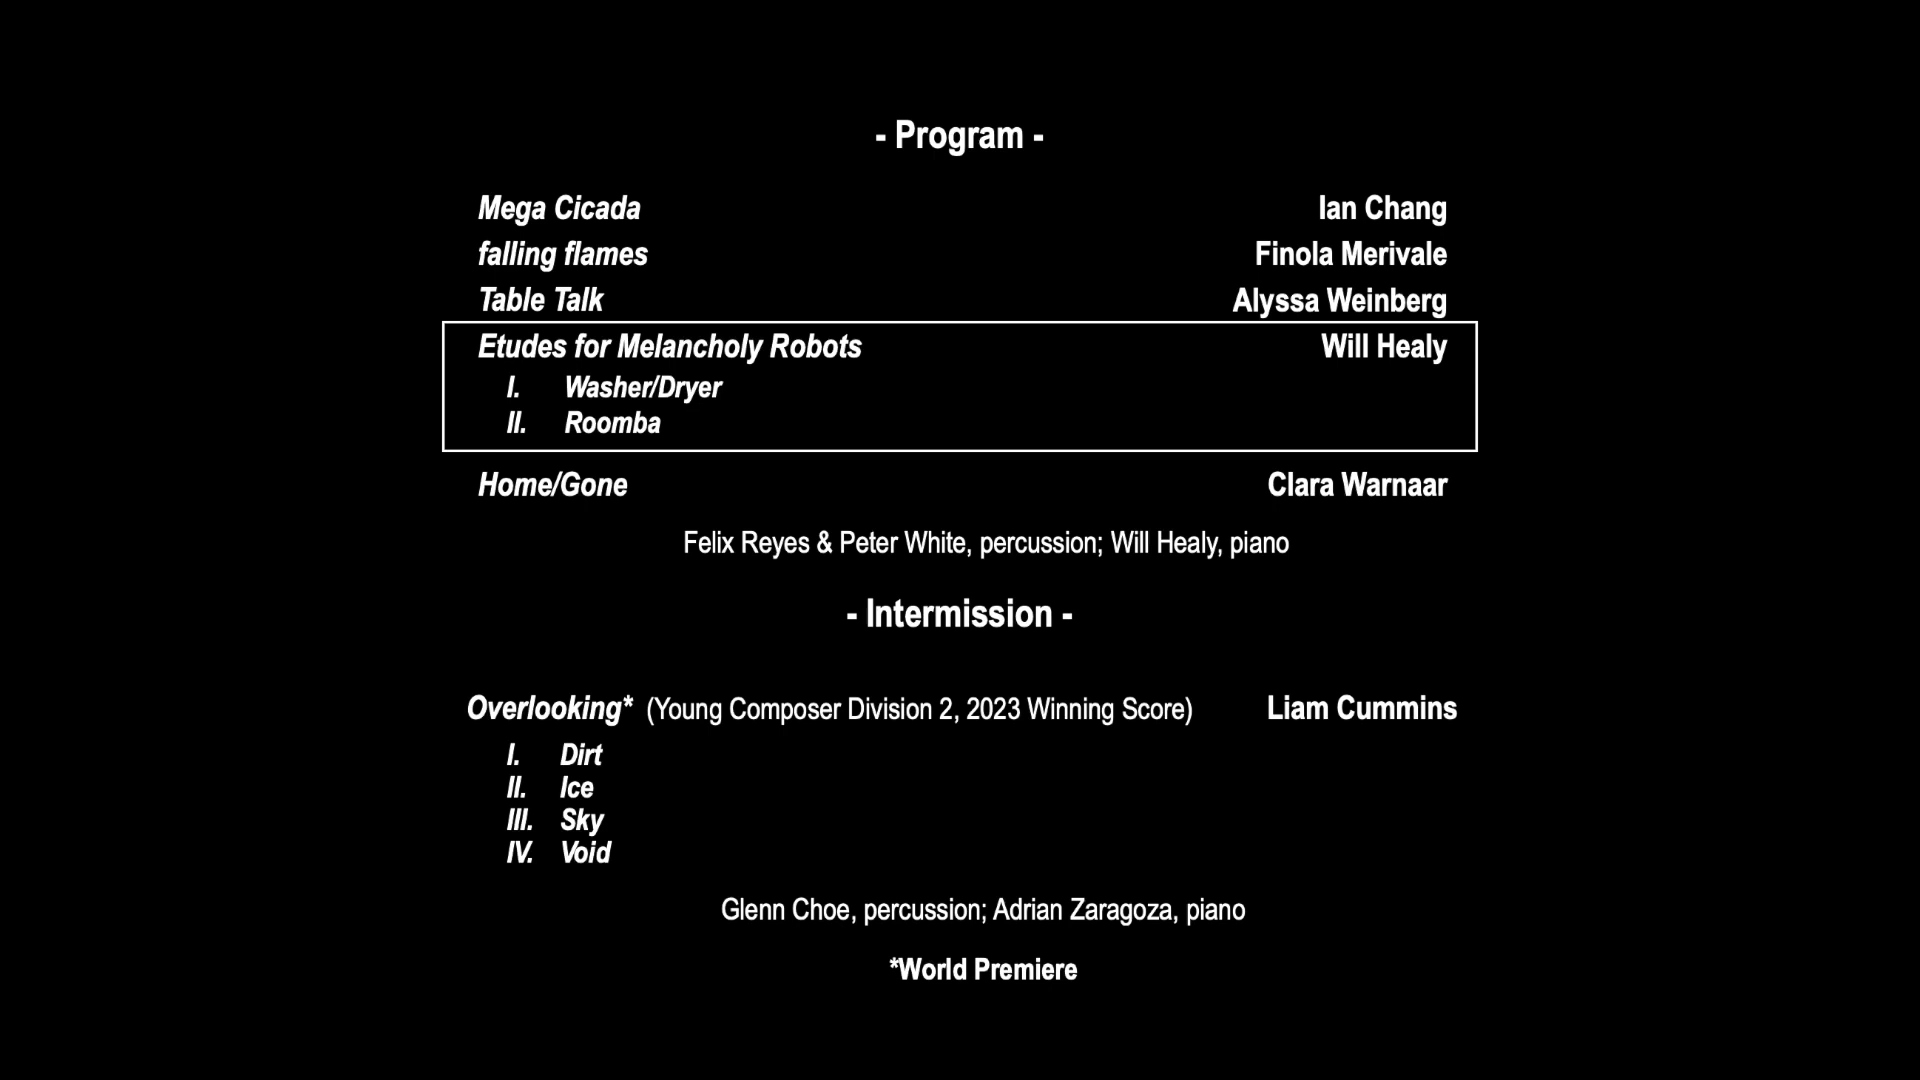 - Program -
Mega Cicada Ian Chang
falling flames Finola Merivale
Table Talk Alyssa Weinberg
Etudes for Melancholy Robots Will Healy
I. Washer/Dryer
II. Roomba
Home/Gone Clara Warnaar
Felix Reyes & Peter White, percussion; Will Healy, piano
- Intermission -
Overlooking* (Young Composer Division 2, 2023 Winning Score) Liam Cummins
I. Dirt
II. Ice
III. Sky
IV. Void
Glenn Choe, percussion; Adrian Zaragoza, piano
*World Premiere